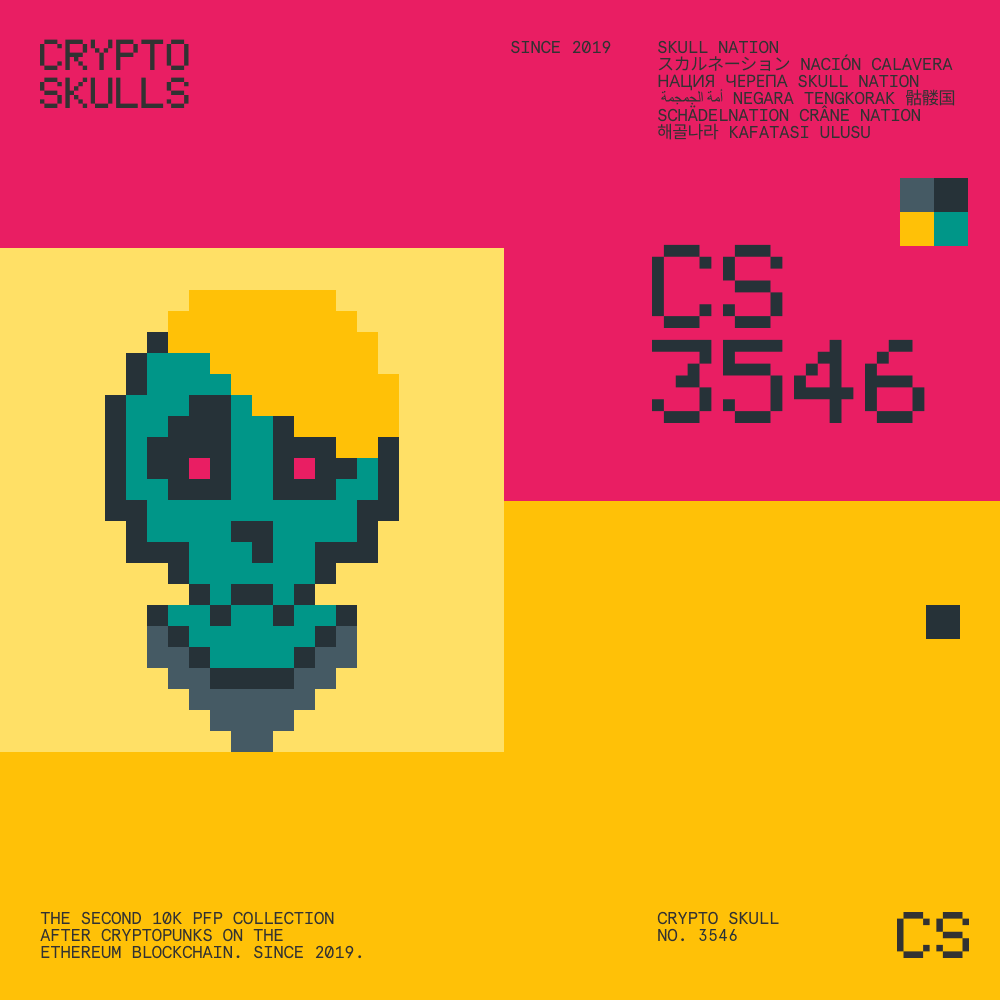 CRYPTO
SKULLS
SINCE 2019
SKULL NATION
スカルネーション NACIÓN CALAVERA
НАЦИЯ ЧЕРЕПА SKULL NATION
أمة الجمجمة NEGARA TENGKORAK 骷髅国
SCHÄDELNATION CRÂNE NATION
해골나라 KAFATASI ULUSU
CS
3546
THE SECOND 10K PFP COLLECTION
AFTER CRYPTOPUNKS ON THE
ETHEREUM BLOCKCHAIN. SINCE 2019.
CRYPTO SKULL
NO. 3546
CS